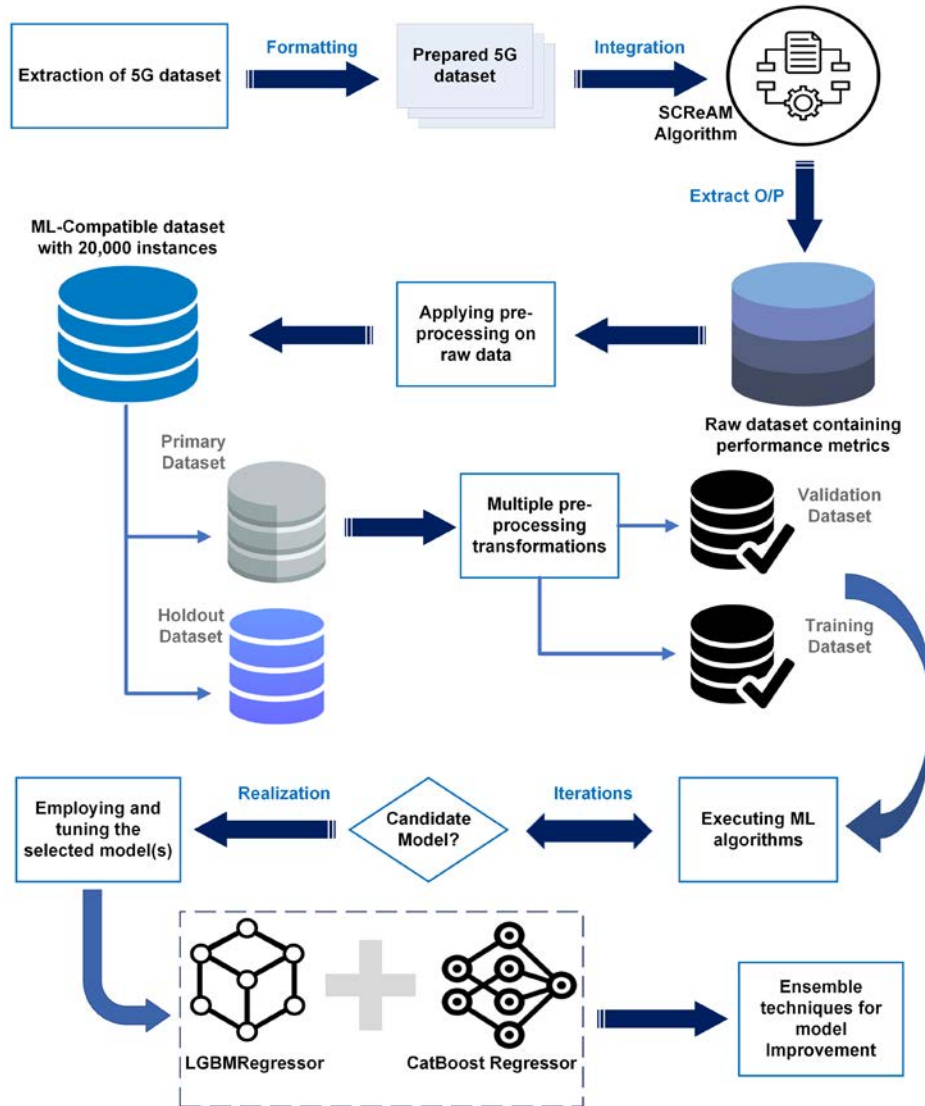 Extraction of 5G dataset
Formatting
Prepared 5G
dataset
Integration
SCReAM
Algorithm
Extract O/P
ML-Compatible dataset
with 20,000 instances
Applying pre-
processing on
raw data
Raw dataset containing
performance metrics
Primary
Dataset
Multiple pre-
processing
transformations
Validation
Dataset
Holdout
Dataset
Training
Dataset
Employing and
tuning the
selected model(s)
Realization
Candidate
Model?
Iterations
Executing ML
algorithms
LGBMRegressor
CatBoost Regressor
Ensemble
techniques for
model
Improvement